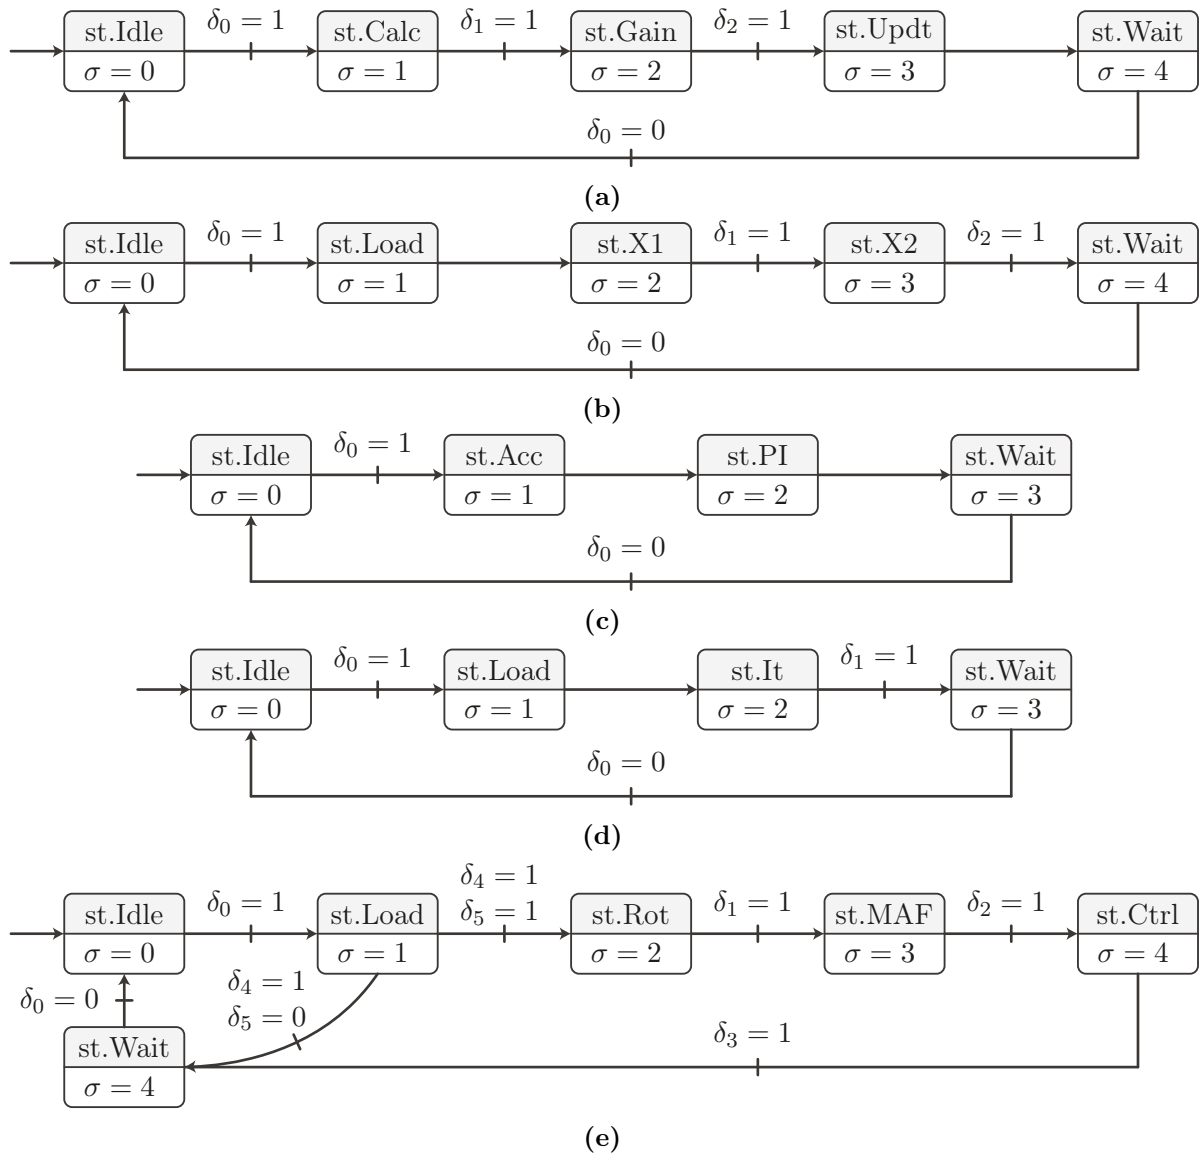 δ₀ = 1 δ₁ = 1 δ₂ = 1
st.Idle st.Calc st.Gain st.Updt st.Wait
σ = 0 σ = 1 σ = 2 σ = 3 σ = 4
δ₀ = 0
(a)
δ₀ = 1 δ₁ = 1 δ₂ = 1
st.Idle st.Load st.X1 st.X2 st.Wait
σ = 0 σ = 1 σ = 2 σ = 3 σ = 4
δ₀ = 0
(b)
δ₀ = 1
st.Idle st.Acc st.PI st.Wait
σ = 0 σ = 1 σ = 2 σ = 3
δ₀ = 0
(c)
δ₀ = 1 δ₁ = 1
st.Idle st.Load st.It st.Wait
σ = 0 σ = 1 σ = 2 σ = 3
δ₀ = 0
(d)
δ₄ = 1
δ₀ = 1 δ₅ = 1 δ₁ = 1 δ₂ = 1
st.Idle st.Load st.Rot st.MAF st.Ctrl
σ = 0 σ = 1 σ = 2 σ = 3 σ = 4
δ₄ = 1
δ₀ = 0
δ₅ = 0
δ₃ = 1
st.Wait
σ = 4
(e)